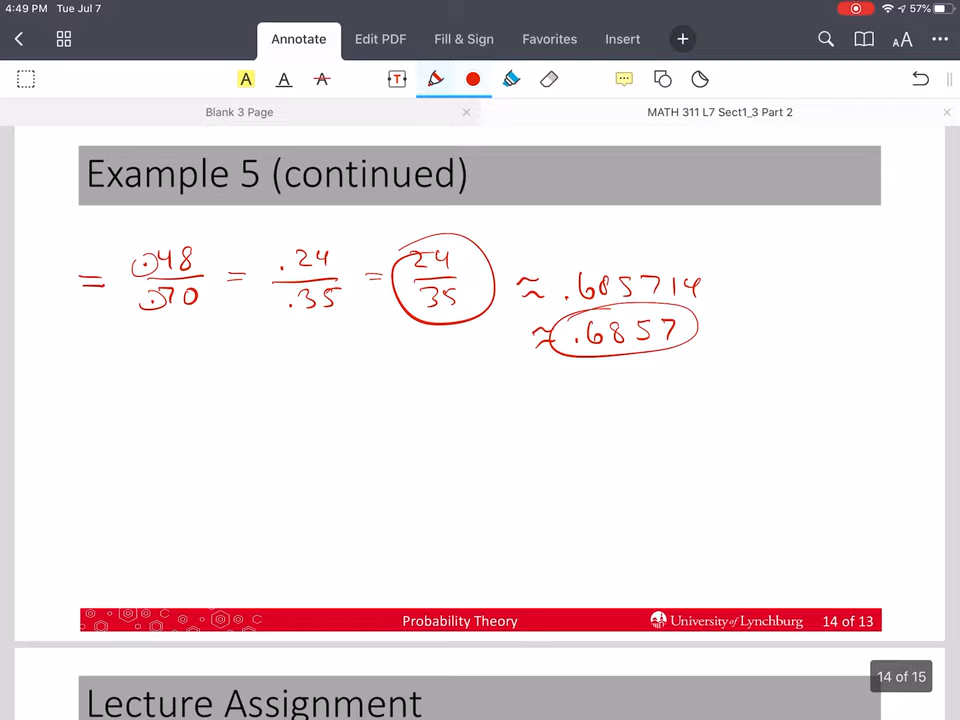 4:49 PM Tue Jul 7
57%
Annotate Edit PDF Fill & Sign Favorites Insert
A A A T AA
Blank 3 Page
MATH 311 L7 Sect1_3 Part 2
Example 5 (continued)
= .048/.070 = .24/.35 = 24/35 ≈ .685714
≈ .6857
Probability Theory
University of Lynchburg
14 of 13
14 of 15
Lecture Assignment